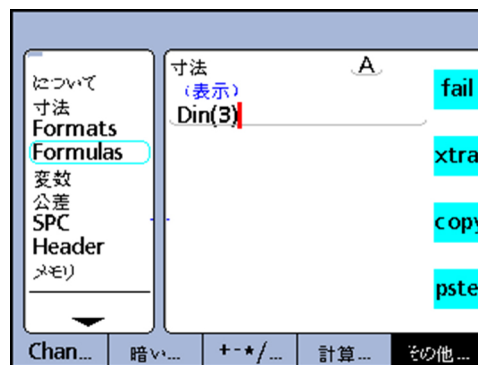 について
寸法
Formats
Formulas
変数
公差
SPC
Header
メモリ
寸法 A
(表示)
Din(3)
fail
xtra
copy
pste
Chan...
暗い...
+-*/...
計算...
その他...